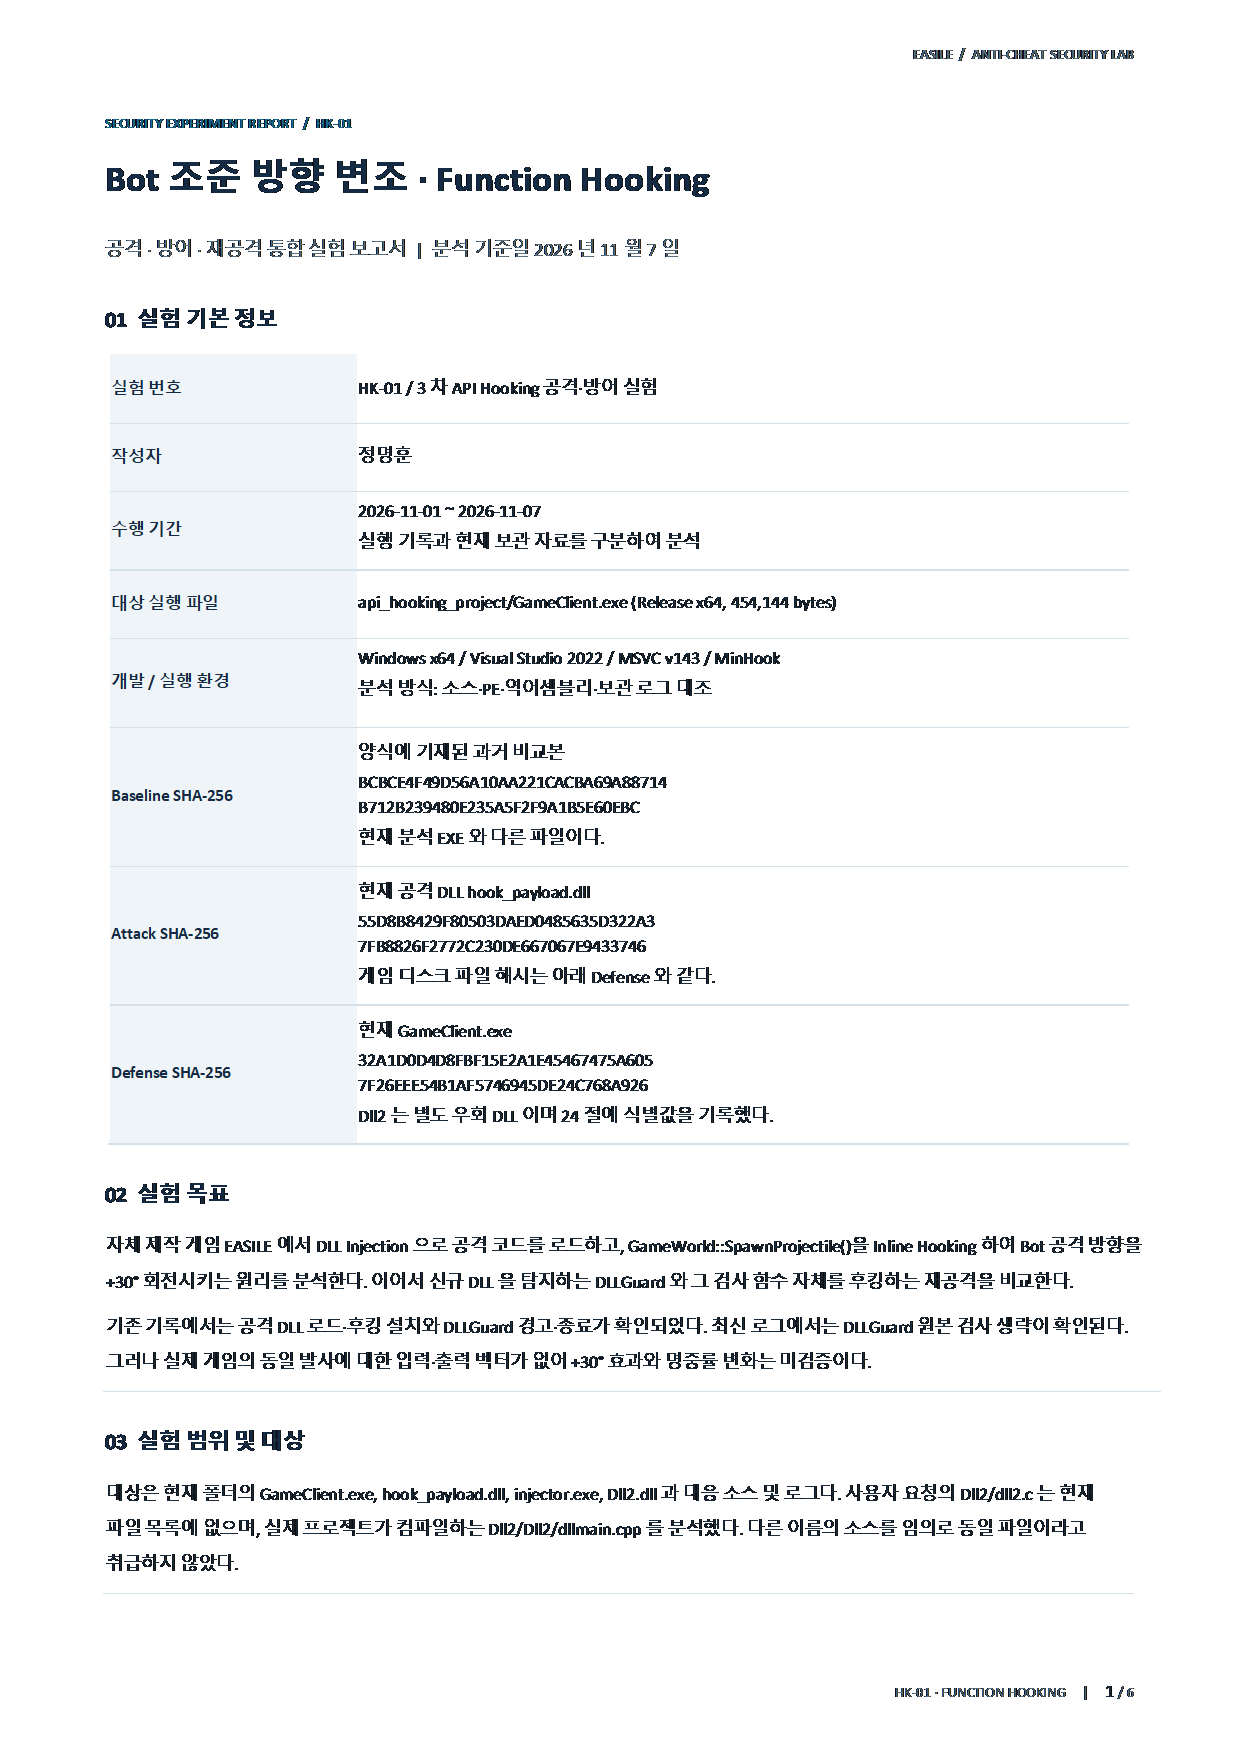 EASILE / ANTI-CHEAT SECURITY LAB
SECURITY EXPERIMENT REPORT / HK-01
Bot 조준 방향 변조 · Function Hooking
공격 · 방어 · 재공격 통합 실험 보고서 | 분석 기준일 2026 년 11 월 7 일
01 실험 기본 정보
실험 번호
HK-01 / 3 차 API Hooking 공격·방어 실험
작성자
정명훈
수행 기간
2026-11-01 ~ 2026-11-07
실행 기록과 현재 보관 자료를 구분하여 분석
대상 실행 파일
api_hooking_project/GameClient.exe (Release x64, 454,144 bytes)
개발 / 실행 환경
Windows x64 / Visual Studio 2022 / MSVC v143 / MinHook
분석 방식: 소스·PE·역어셈블리·보관 로그 대조
Baseline SHA-256
양식에 기재된 과거 비교본
BCBCE4F49D56A10AA221CACBA69A88714
B712B239480E235A5F2F9A1B5E60EBC
현재 분석 EXE 와 다른 파일이다.
Attack SHA-256
현재 공격 DLL hook_payload.dll
55D8B8429F80503DAED0485635D322A3
7FB8826F2772C230DE667067E9433746
게임 디스크 파일 해시는 아래 Defense 와 같다.
Defense SHA-256
현재 GameClient.exe
32A1D0D4D8FBF15E2A1E45467475A605
7F26EEE54B1AF5746945DE24C768A926
Dll2 는 별도 우회 DLL 이며 24 절에 식별값을 기록했다.
02 실험 목표
자체 제작 게임 EASILE 에서 DLL Injection 으로 공격 코드를 로드하고, GameWorld::SpawnProjectile()을 Inline Hooking 하여 Bot 공격 방향을
+30° 회전시키는 원리를 분석한다. 이어서 신규 DLL 을 탐지하는 DLLGuard 와 그 검사 함수 자체를 후킹하는 재공격을 비교한다.
기존 기록에서는 공격 DLL 로드·후킹 설치와 DLLGuard 경고·종료가 확인되었다. 최신 로그에서는 DLLGuard 원본 검사 생략이 확인된다.
그러나 실제 게임의 동일 발사에 대한 입력·출력 벡터가 없어 +30° 효과와 명중률 변화는 미검증이다.
03 실험 범위 및 대상
대상은 현재 폴더의 GameClient.exe, hook_payload.dll, injector.exe, Dll2.dll 과 대응 소스 및 로그다. 사용자 요청의 Dll2/dll2.c 는 현재
파일 목록에 없으며, 실제 프로젝트가 컴파일하는 Dll2/Dll2/dllmain.cpp 를 분석했다. 다른 이름의 소스를 임의로 동일 파일이라고
취급하지 않았다.
HK-01 · FUNCTION HOOKING | 1 / 6